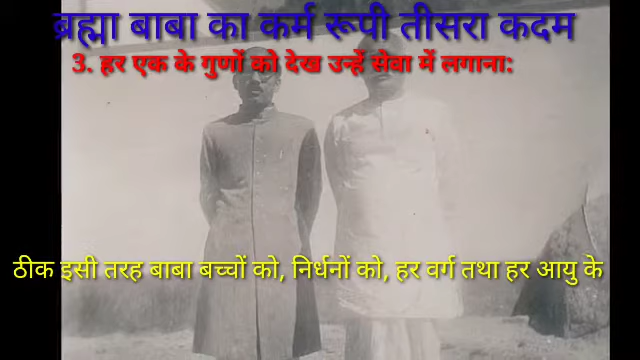 ब्रह्मा बाबा का कर्म रूपी तीसरा कदम
3. हर एक के गुणों को देख उन्हें सेवा में लगाना:
ठीक इसी तरह बाबा बच्चों को, निर्धनों को, हर वर्ग तथा हर आयु के